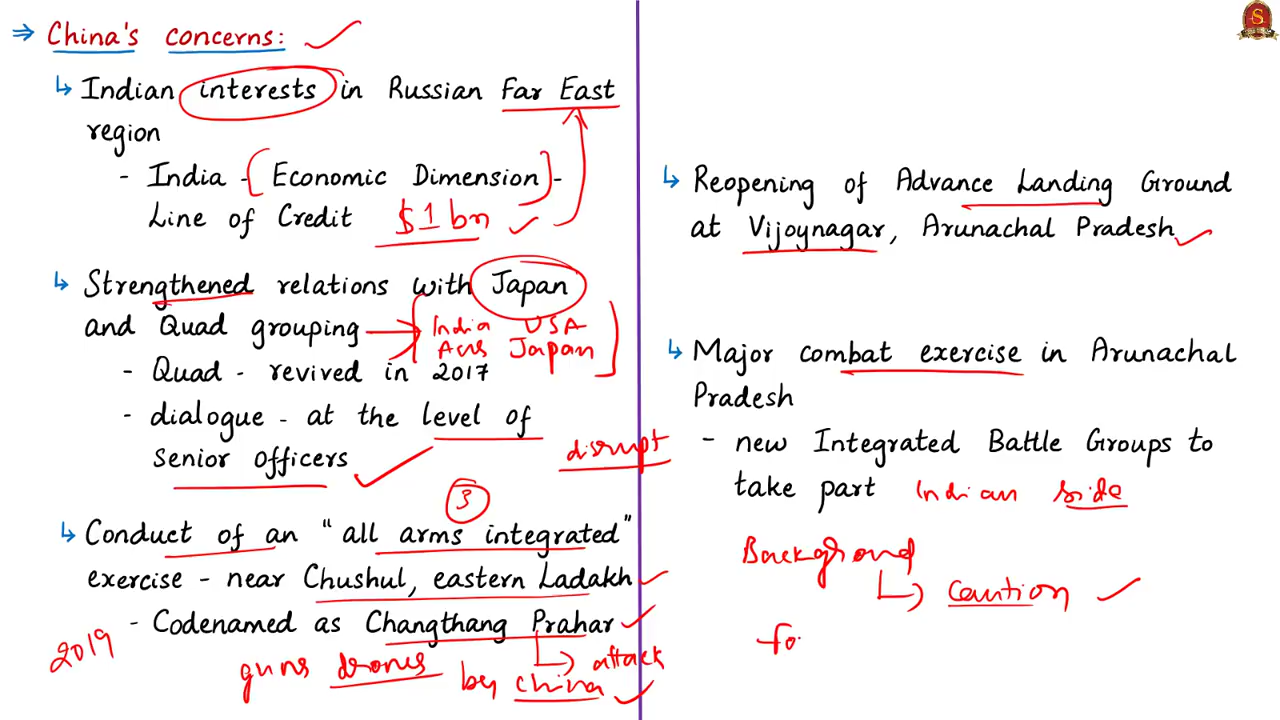 ⇒ China's concerns: ✓
↳ Indian interests in Russian Far East
region
- India - [Economic Dimension] -
Line of Credit $1 bn ✓
↳ Strengthened relations with Japan
and Quad grouping → India USA
Aus Japan
- Quad - revived in 2017
- dialogue - at the level of
senior officers ✓
disrupt
3
↳ Conduct of an "all arms integrated"
exercise - near Chushul, eastern Ladakh ✓
- Codenamed as Changthang Prahar ✓
2019
↳ attack
guns drones by China ✓
↳ Reopening of Advance Landing Ground
at Vijoynagar, Arunachal Pradesh ✓
↳ Major combat exercise in Arunachal
Pradesh
- new Integrated Battle Groups to
take part Indian side
Background
↳ Caution ✓
fo
S